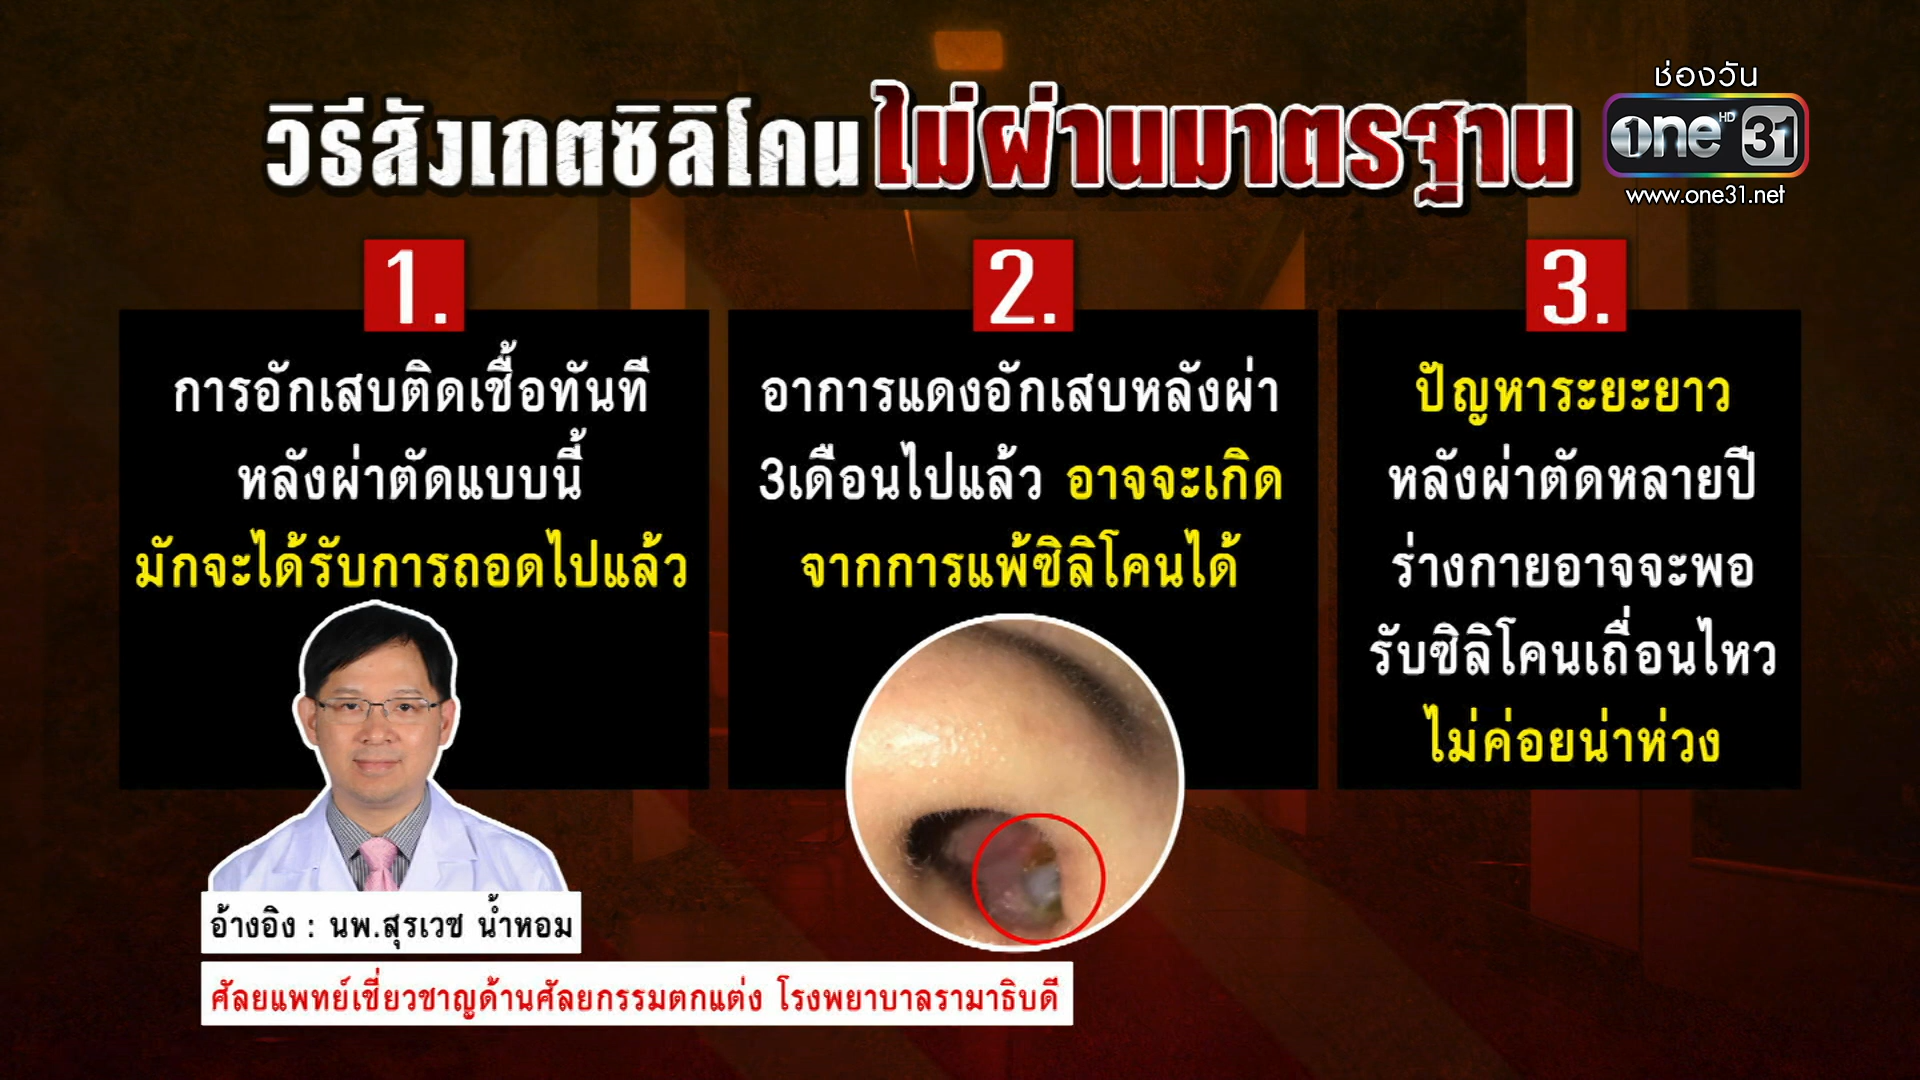 วิธีสังเกตซิลิโคนไม่ผ่านมาตรฐาน
ช่องวัน
one HD 31
www.one31.net
1.
การอักเสบติดเชื้อทันที
หลังผ่าตัดแบบนี้
มักจะได้รับการถอดไปแล้ว
2.
อาการแดงอักเสบหลังผ่า
3เดือนไปแล้ว อาจจะเกิด
จากการแพ้ซิลิโคนได้
3.
ปัญหาระยะยาว
หลังผ่าตัดหลายปี
ร่างกายอาจจะพอ
รับซิลิโคนเถื่อนไหว
ไม่ค่อยน่าห่วง
อ้างอิง : นพ.สุรเวช น้ำหอม
ศัลยแพทย์เชี่ยวชาญด้านศัลยกรรมตกแต่ง โรงพยาบาลรามาธิบดี